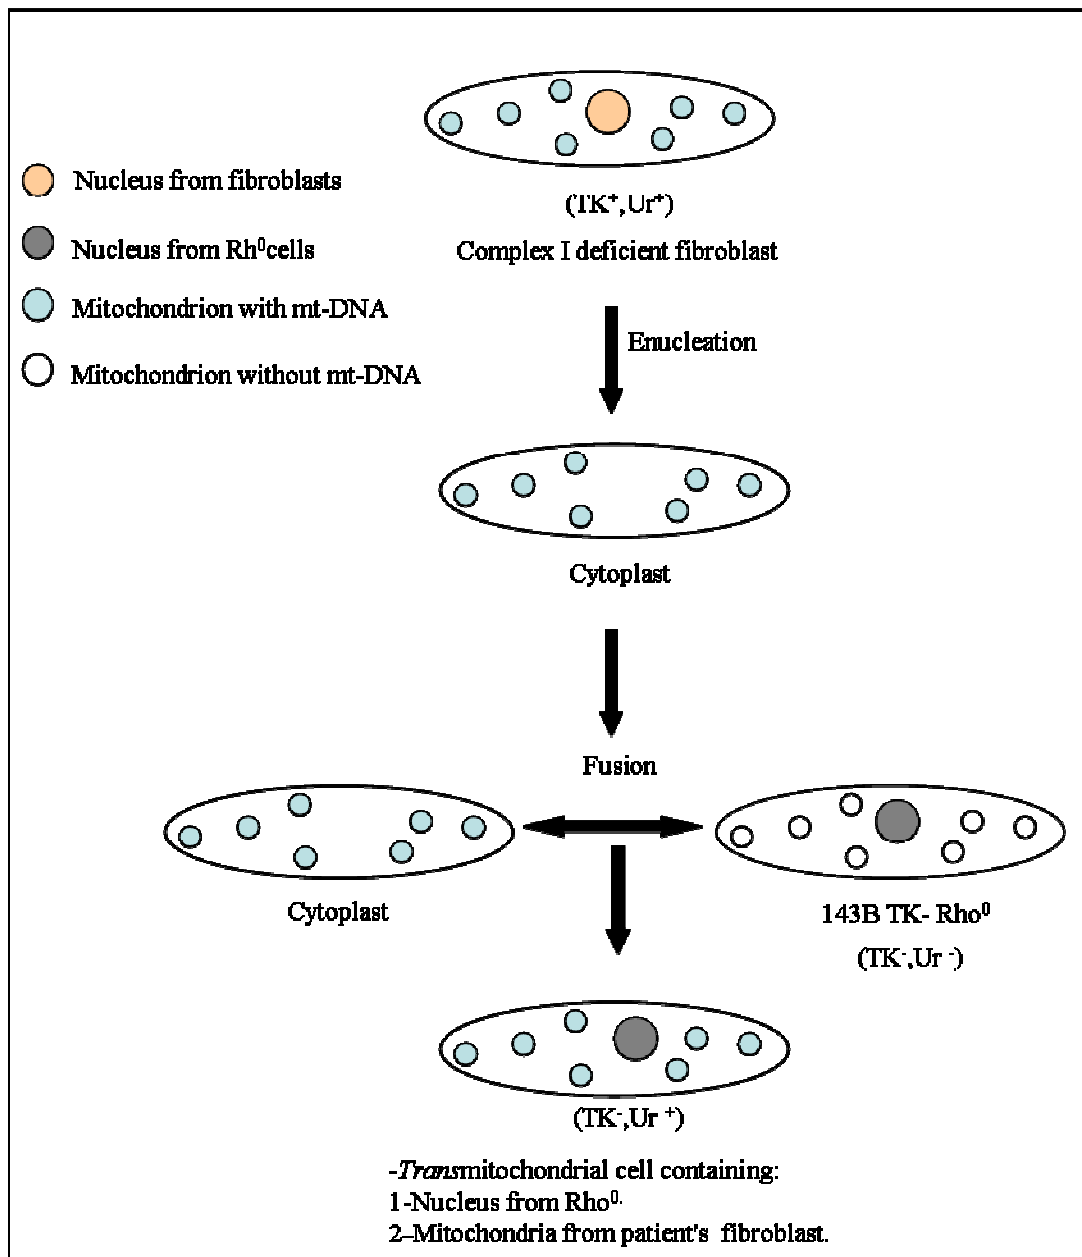 (TK⁺,Ur⁺)
Complex I deficient fibroblast
Nucleus from fibroblasts
Nucleus from Rh⁰cells
Mitochondrion with mt-DNA
Mitochondrion without mt-DNA
Enucleation
Cytoplast
Fusion
Cytoplast
143B TK- Rho⁰
(TK⁻,Ur ⁻)
(TK⁻,Ur ⁺)
-Transmitochondrial cell containing:
1-Nucleus from Rho⁰.
2–Mitochondria from patient's fibroblast.